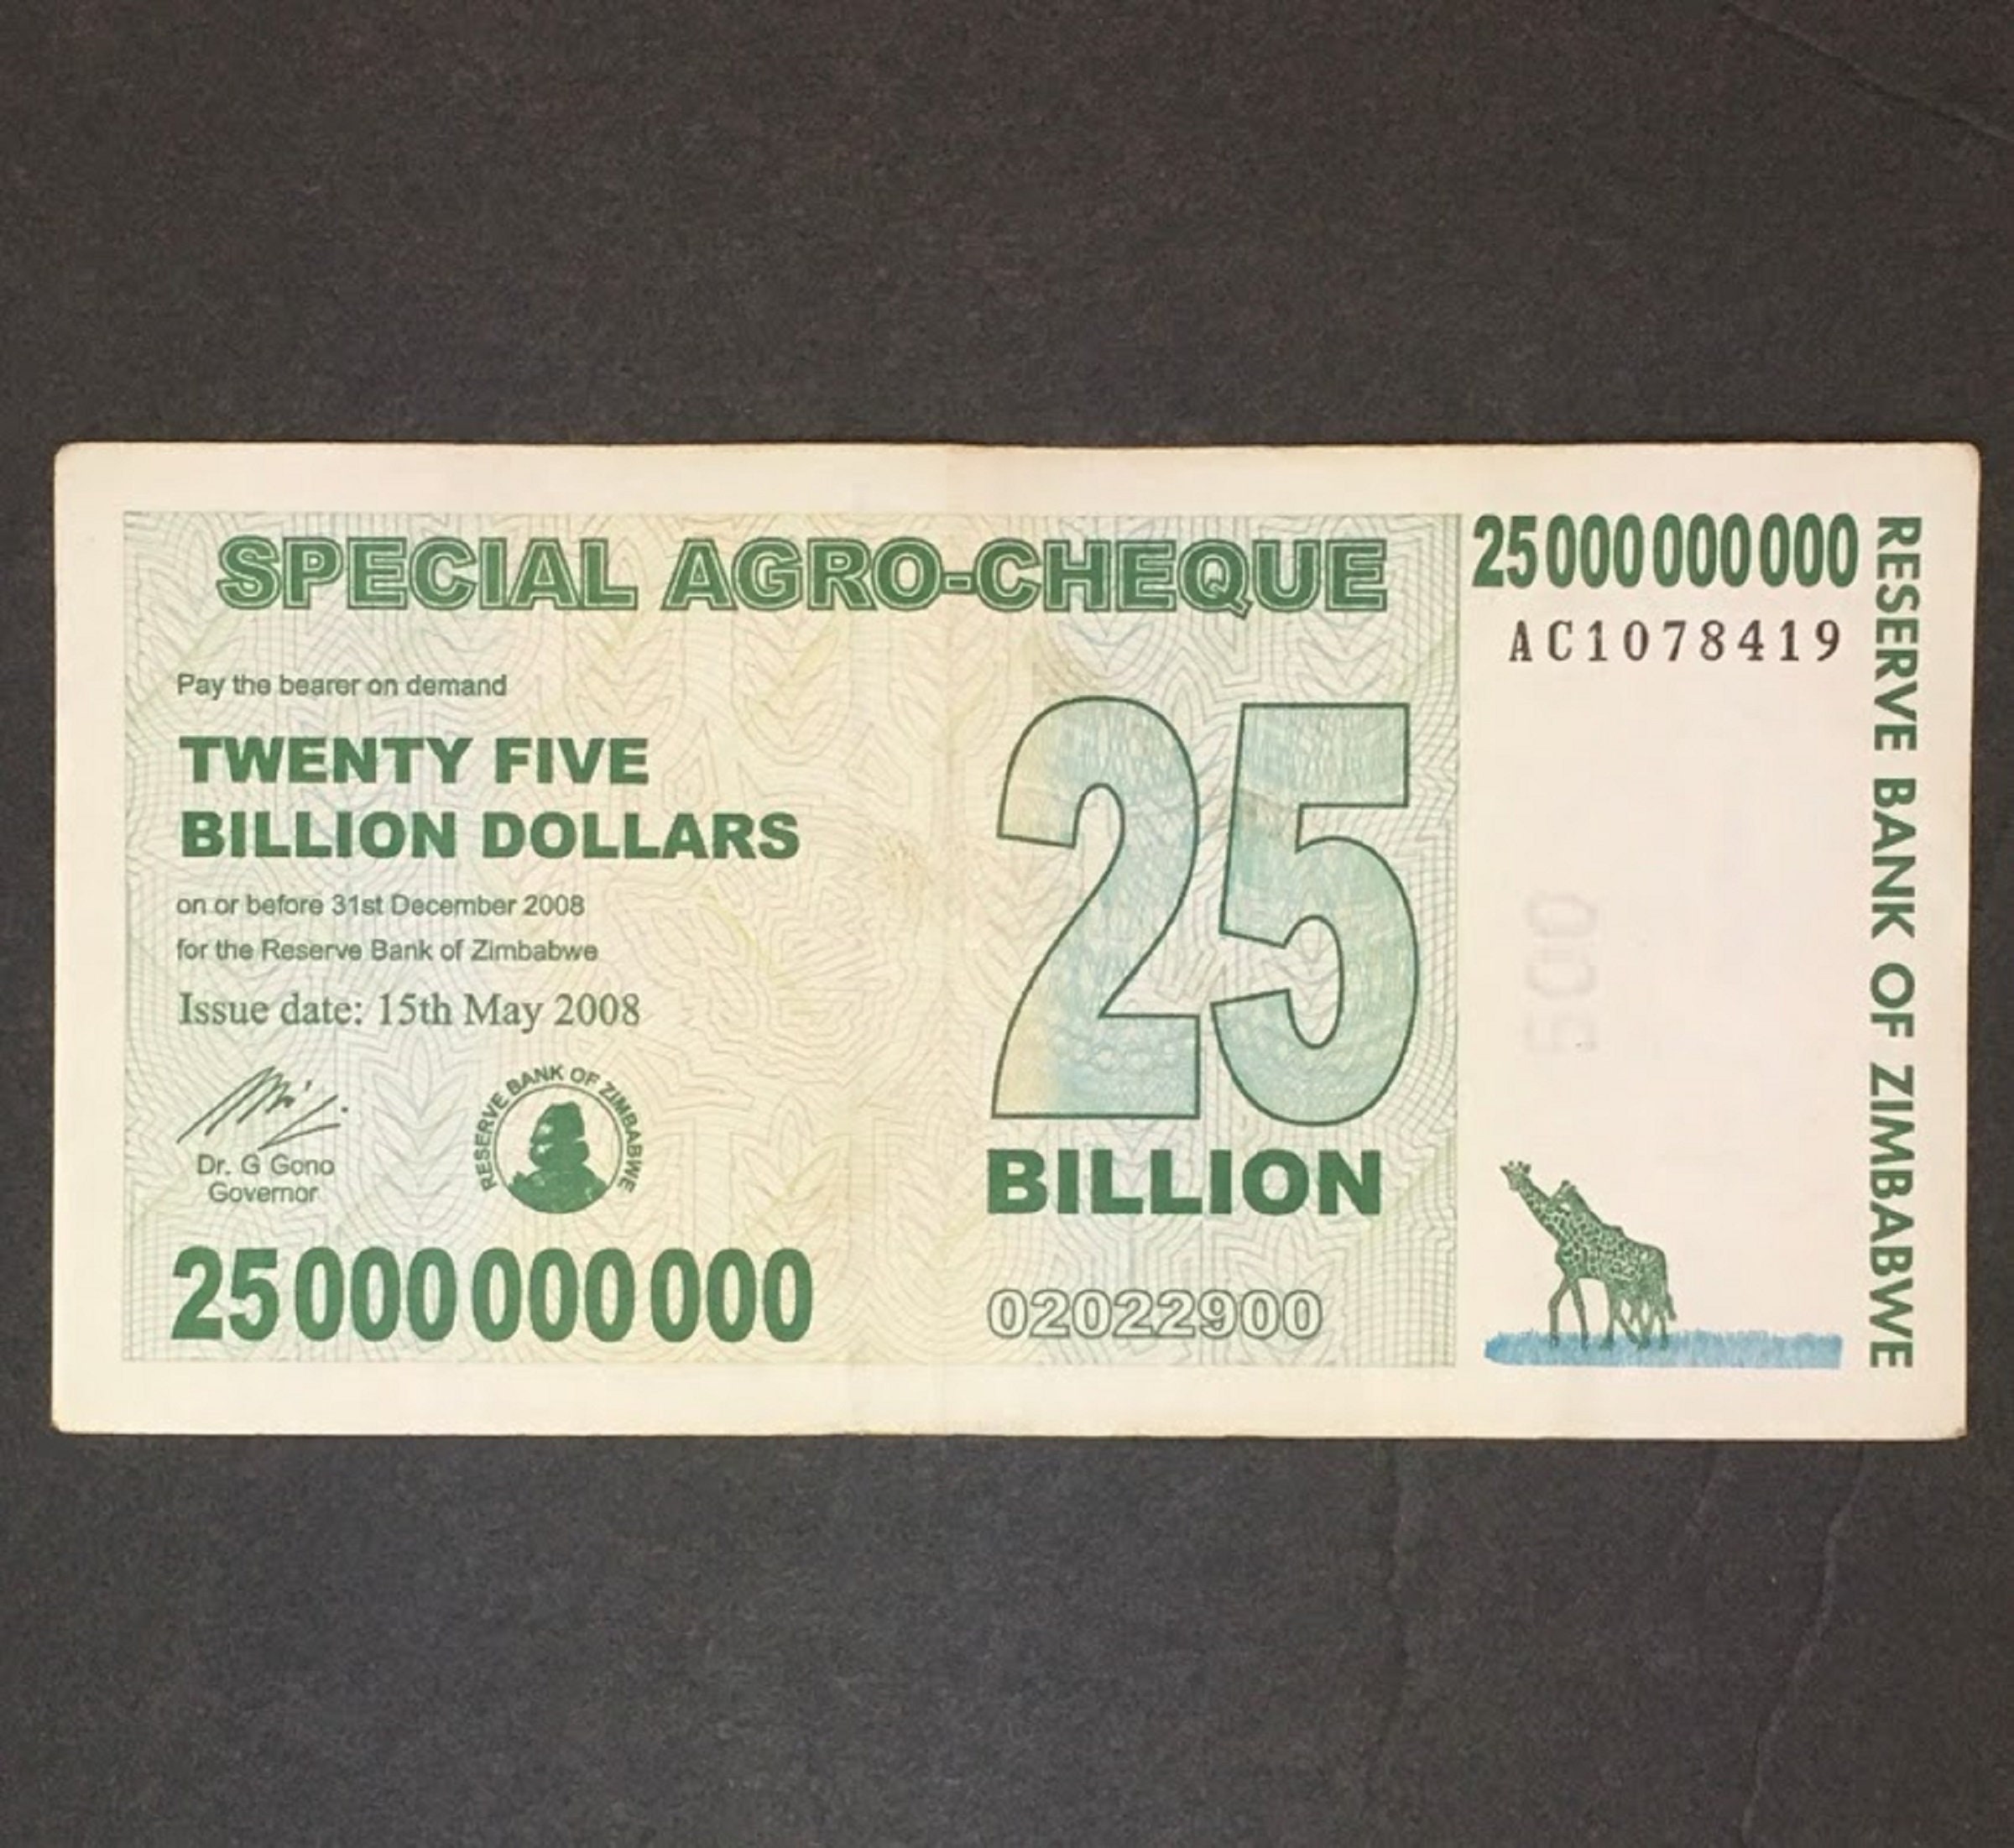 SPECIAL AGRO-CHEQUE
25 000 000 000
AC1078419
Pay the bearer on demand
TWENTY FIVE
BILLION DOLLARS
on or before 31st December 2008
for the Reserve Bank of Zimbabwe
Issue date: 15th May 2008
Dr. G Gono
Governor
RESERVE BANK OF ZIMBABWE
25 000 000 000
25
BILLION
02022900
500
RESERVE BANK OF ZIMBABWE